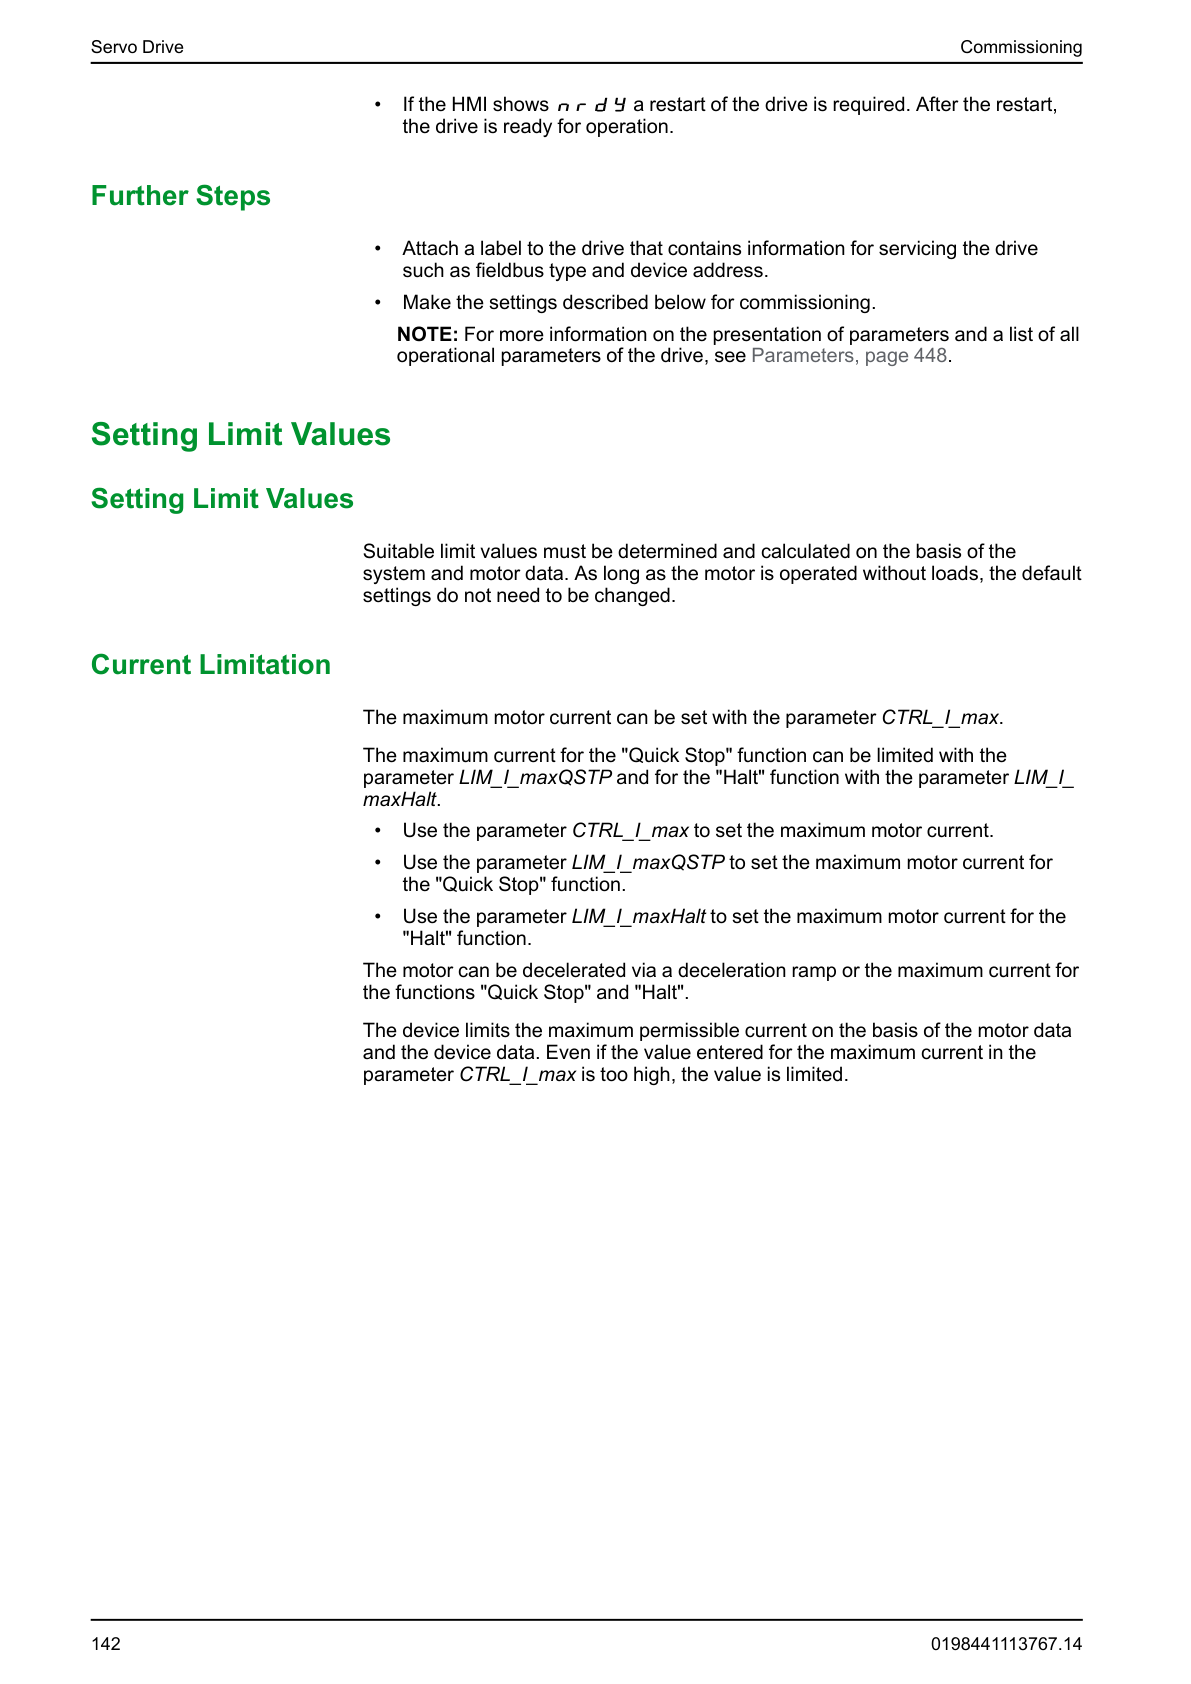 Servo Drive
Commissioning
• If the HMI shows nrdy a restart of the drive is required. After the restart,
the drive is ready for operation.
Further Steps
• Attach a label to the drive that contains information for servicing the drive
such as fieldbus type and device address.
• Make the settings described below for commissioning.
NOTE: For more information on the presentation of parameters and a list of all
operational parameters of the drive, see Parameters, page 448.
Setting Limit Values
Setting Limit Values
Suitable limit values must be determined and calculated on the basis of the
system and motor data. As long as the motor is operated without loads, the default
settings do not need to be changed.
Current Limitation
The maximum motor current can be set with the parameter CTRL_I_max.
The maximum current for the "Quick Stop" function can be limited with the
parameter LIM_I_maxQSTP and for the "Halt" function with the parameter LIM_I_
maxHalt.
• Use the parameter CTRL_I_max to set the maximum motor current.
• Use the parameter LIM_I_maxQSTP to set the maximum motor current for
the "Quick Stop" function.
• Use the parameter LIM_I_maxHalt to set the maximum motor current for the
"Halt" function.
The motor can be decelerated via a deceleration ramp or the maximum current for
the functions "Quick Stop" and "Halt".
The device limits the maximum permissible current on the basis of the motor data
and the device data. Even if the value entered for the maximum current in the
parameter CTRL_I_max is too high, the value is limited.
142
0198441113767.14